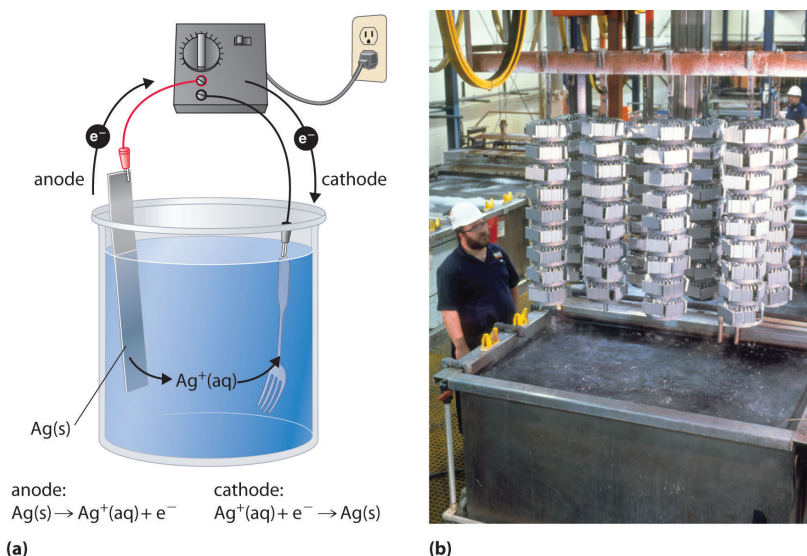 e⁻
e⁻
anode
cathode
Ag⁺(aq)
Ag(s)
anode:
Ag(s) → Ag⁺(aq) + e⁻
cathode:
Ag⁺(aq) + e⁻ → Ag(s)
(a)
(b)